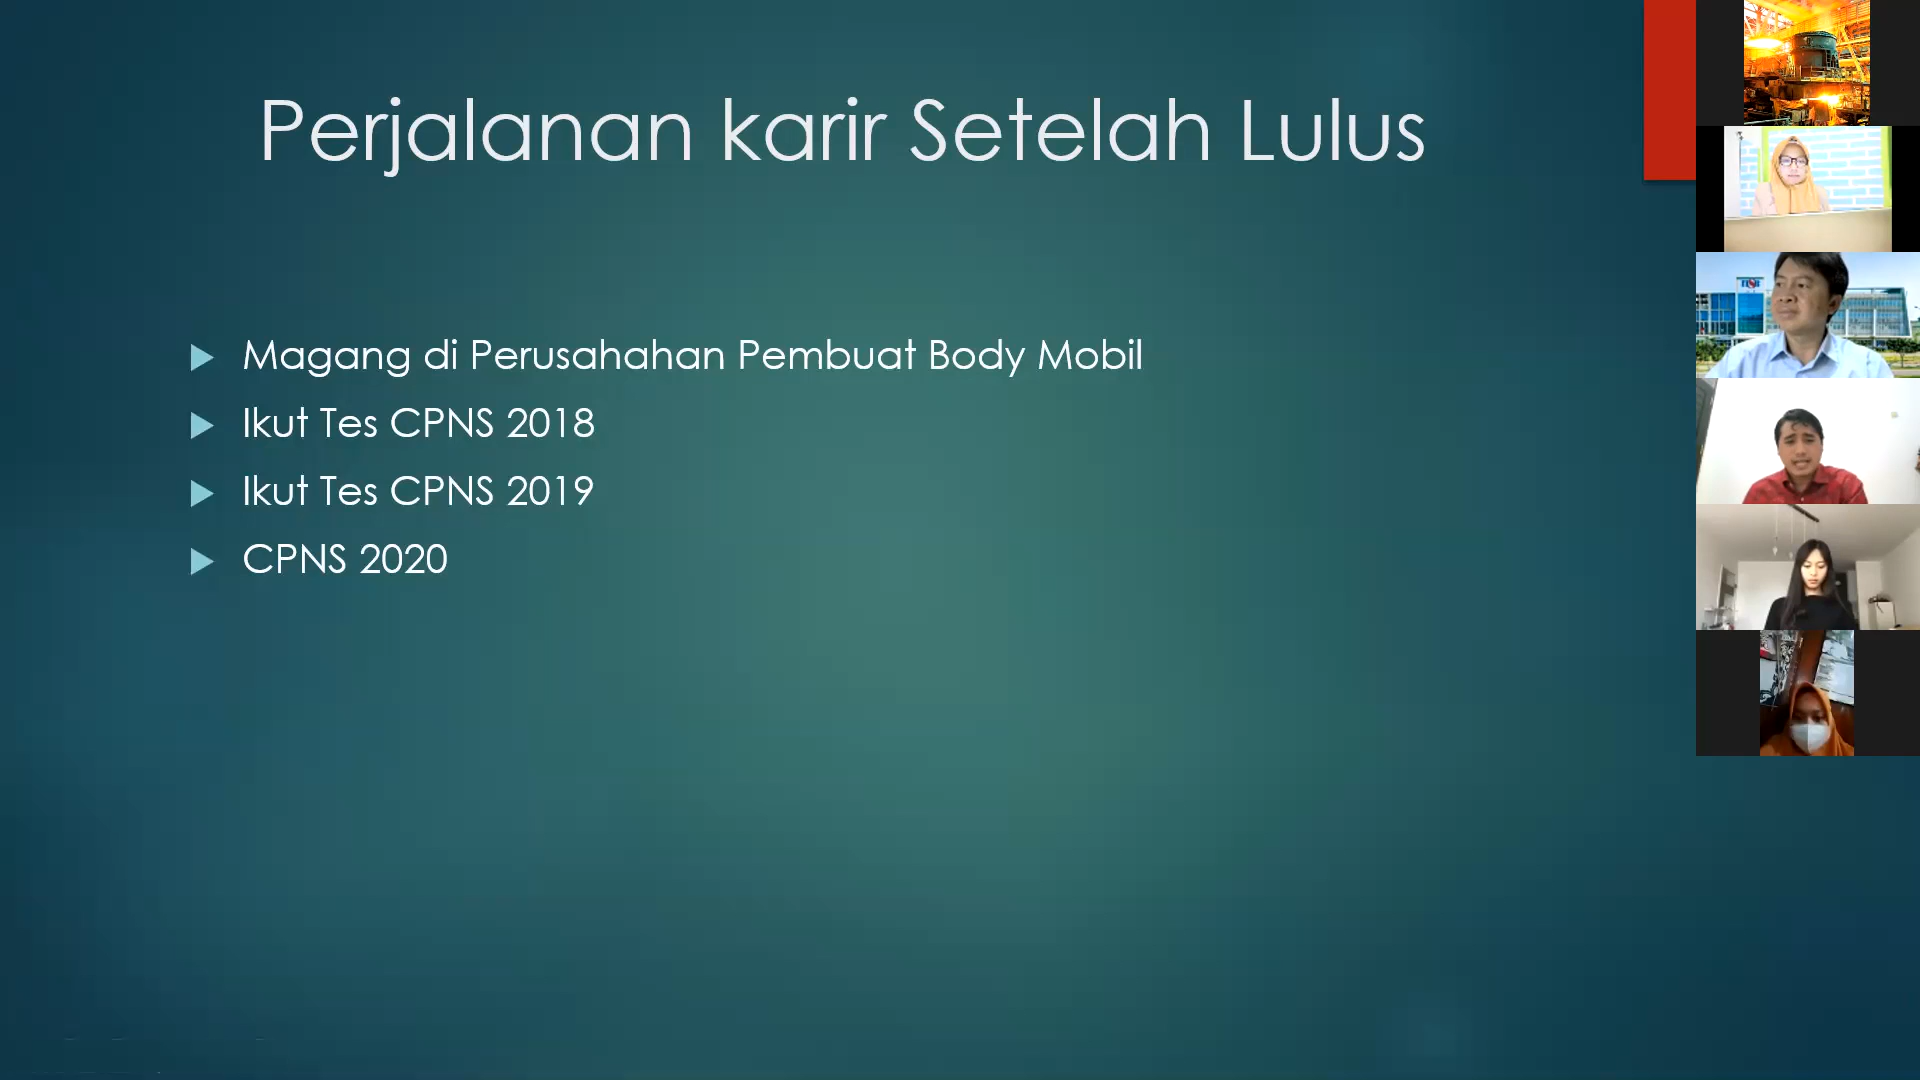 Perjalanan karir Setelah Lulus
Magang di Perusahahan Pembuat Body Mobil
Ikut Tes CPNS 2018
Ikut Tes CPNS 2019
CPNS 2020